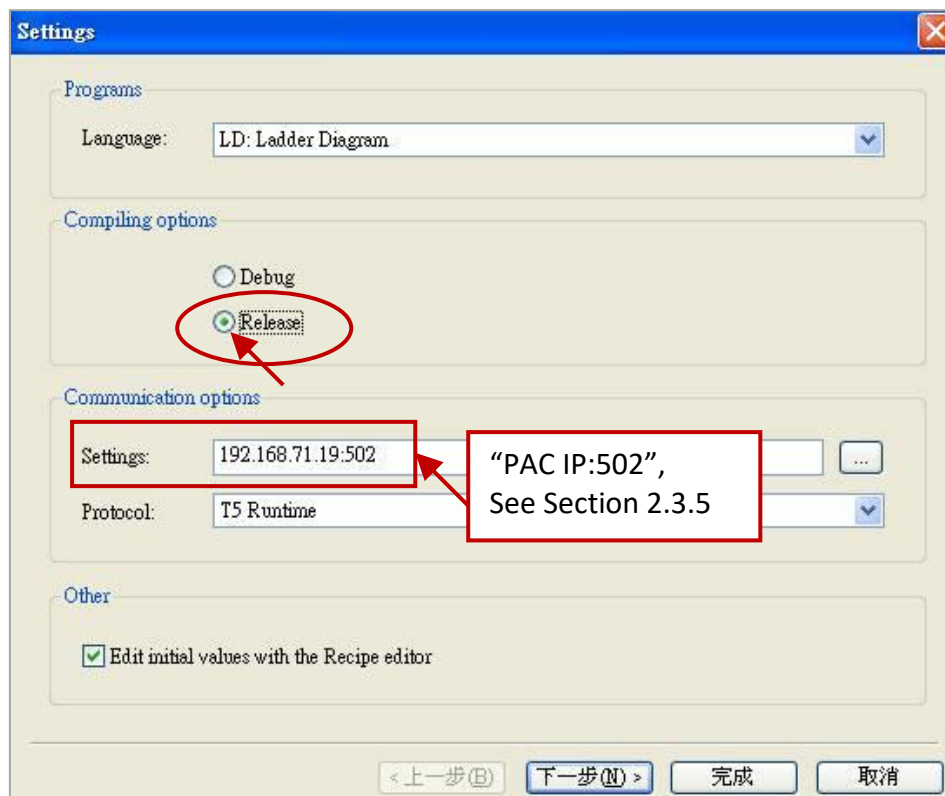 Settings
Programs
Language: LD: Ladder Diagram
Compiling options
Debug
Release
Communication options
Settings: 192.168.71.19:502 ...
“PAC IP:502”,
See Section 2.3.5
Protocol: T5 Runtime
Other
Edit initial values with the Recipe editor
<上一步(B) 下一步(N) > 完成 取消